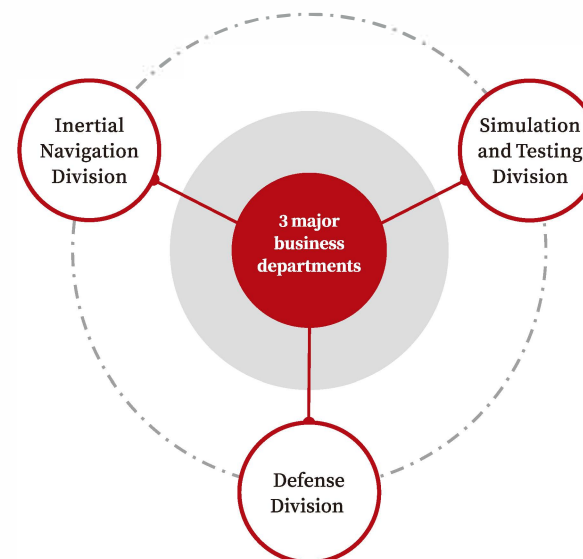 Inertial
Navigation
Division
Simulation
and Testing
Division
3 major
business
departments
Defense
Division